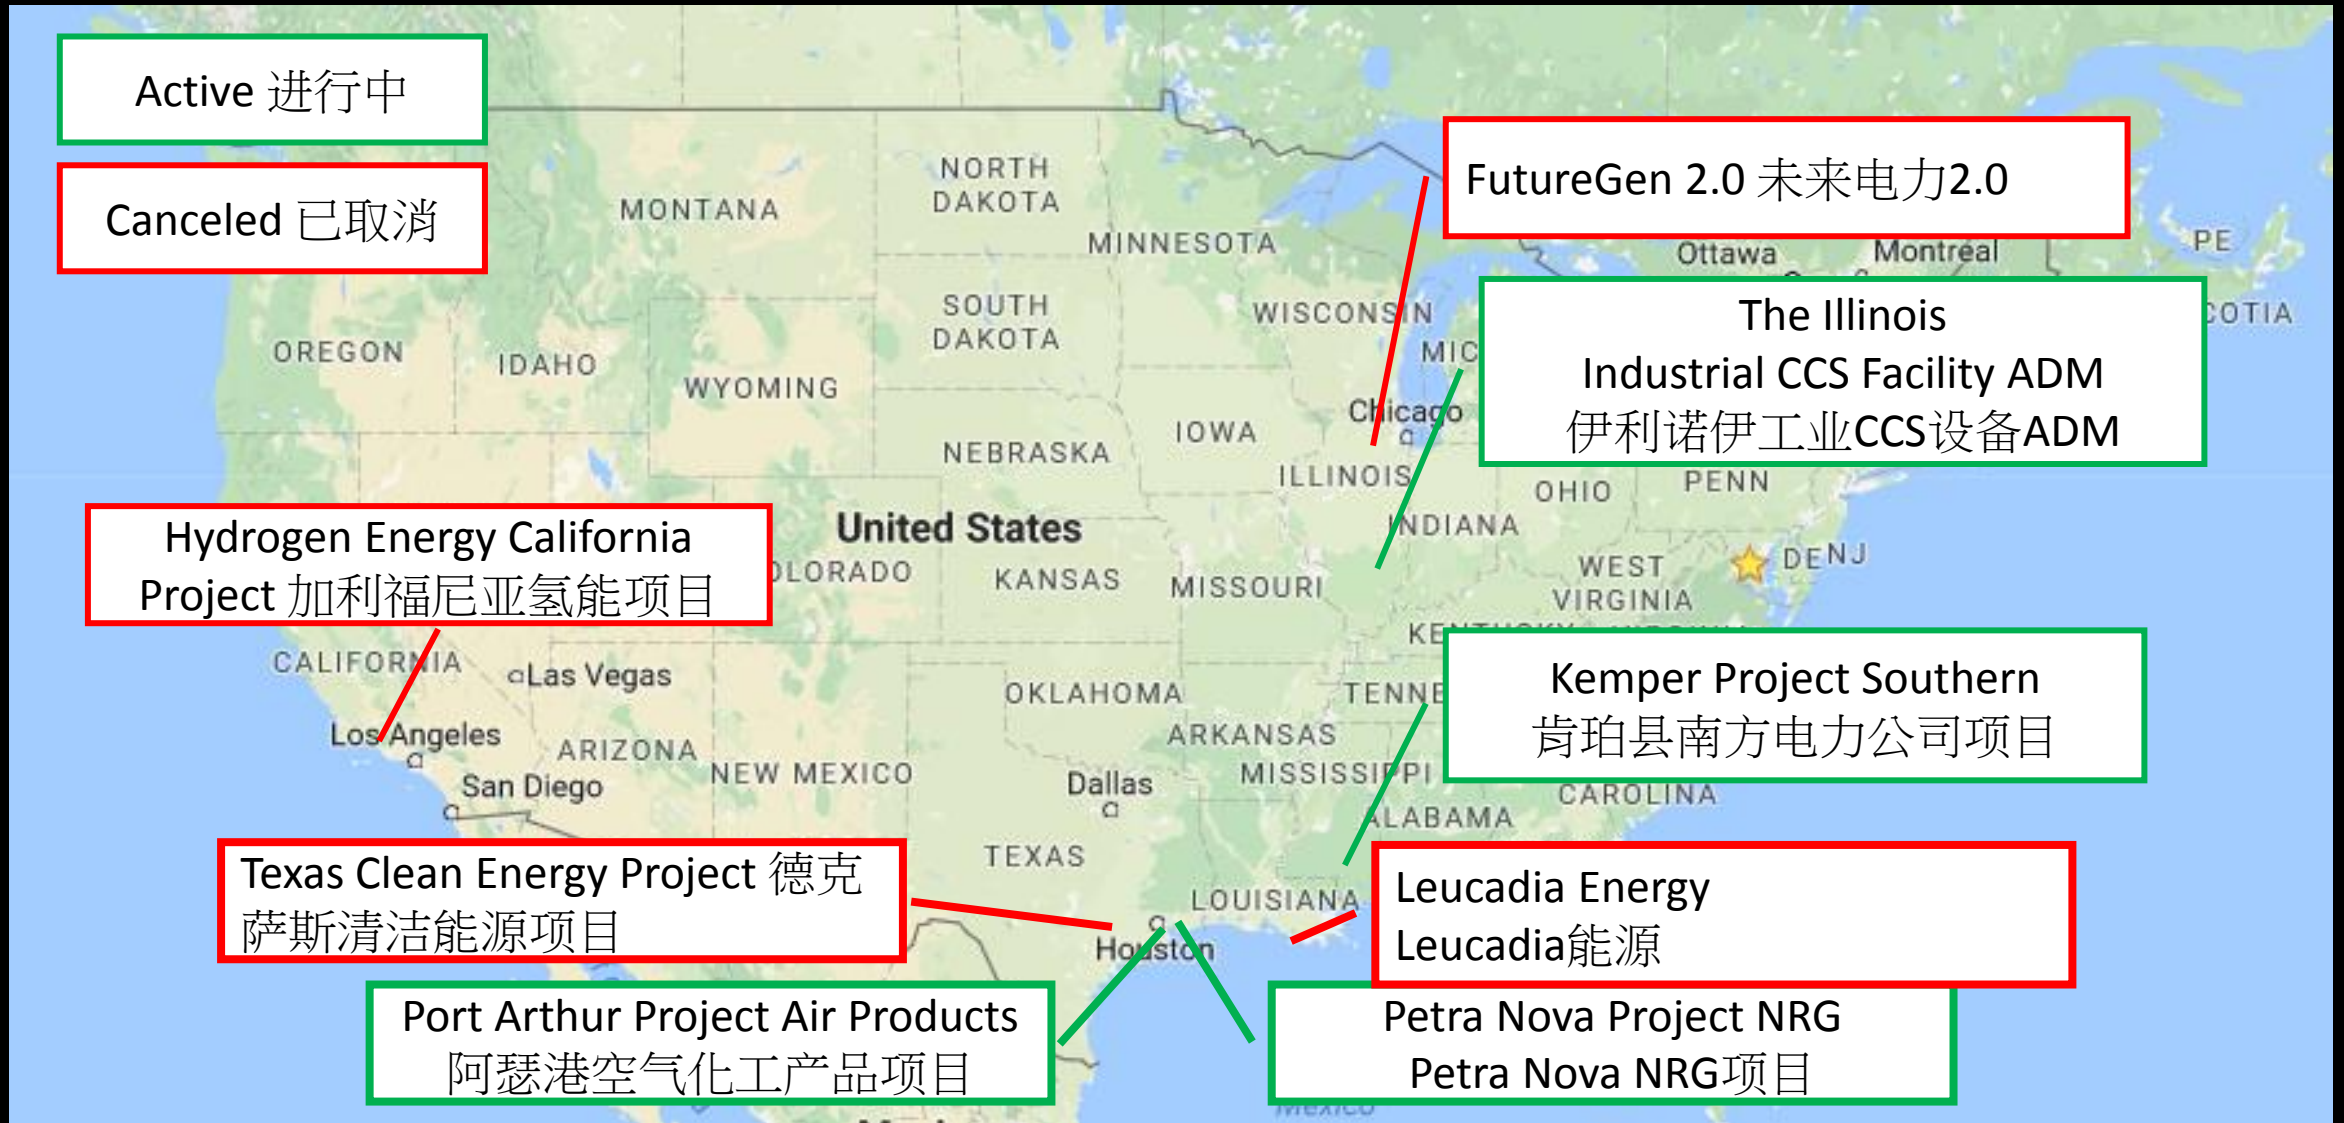 Active 进行中
Canceled 已取消
FutureGen 2.0 未来电力2.0
The Illinois
Industrial CCS Facility ADM
伊利诺伊工业CCS设备ADM
Hydrogen Energy California
Project 加利福尼亚氢能项目
Kemper Project Southern
肯珀县南方电力公司项目
Texas Clean Energy Project 德克
萨斯清洁能源项目
Leucadia Energy
Leucadia能源
Port Arthur Project Air Products
阿瑟港空气化工产品项目
Petra Nova Project NRG
Petra Nova NRG项目
NORTH
DAKOTA
MONTANA
MINNESOTA
Ottawa
Montréal
PE
SOUTH
DAKOTA
WISCONSIN
COTIA
OREGON
IDAHO
WYOMING
MIC
Chicago
IOWA
NEBRASKA
ILLINOIS
OHIO
PENN
United States
INDIANA
OLORADO
KANSAS
MISSOURI
WEST
VIRGINIA
DE
NJ
KENTUCKY
CALIFORNIA
Las Vegas
OKLAHOMA
TENNE
Los Angeles
ARIZONA
NEW MEXICO
ARKANSAS
San Diego
Dallas
MISSISSIPPI
CAROLINA
ALABAMA
TEXAS
LOUISIANA
Houston
Mexico